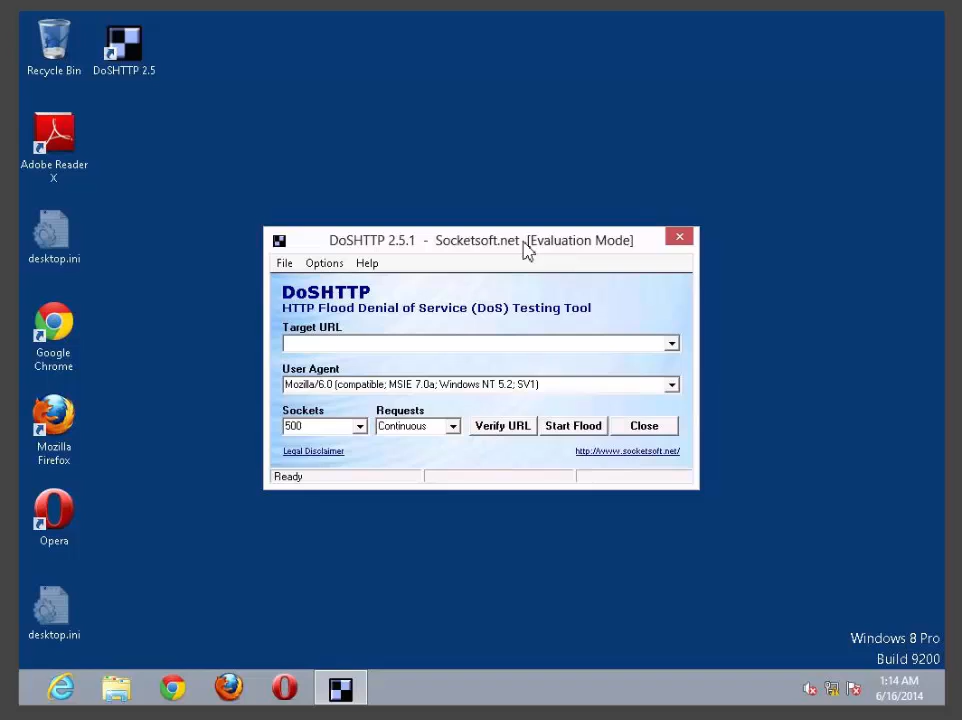 Recycle Bin
DoSHTTP 2.5
Adobe Reader
X
desktop.ini
Google
Chrome
Mozilla
Firefox
Opera
desktop.ini
DoSHTTP 2.5.1 - Socketsoft.net [Evaluation Mode]
File Options Help
DoSHTTP
HTTP Flood Denial of Service (DoS) Testing Tool
Target URL
User Agent
Mozilla/6.0 (compatible; MSIE 7.0a; Windows NT 5.2; SV1)
Sockets Requests
500 Continuous Verify URL Start Flood Close
Legal Disclaimer http://www.socketsoft.net/
Ready
Windows 8 Pro
Build 9200
1:14 AM
6/16/2014